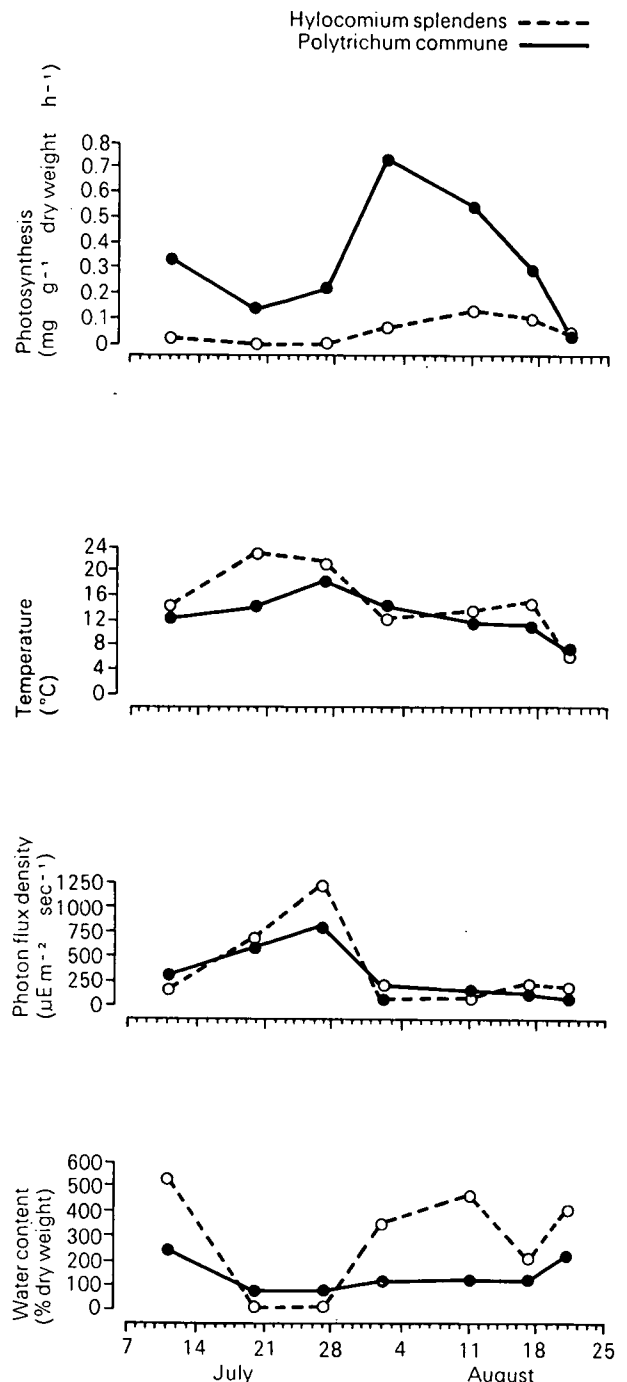 Hylocomium splendens
Polytrichum commune
Photosynthesis
(mg g⁻¹ dry weight h⁻¹)
0.8
0.7
0.6
0.5
0.4
0.3
0.2
0.1
0
Temperature
(°C)
24
20
16
12
8
4
0
Photon flux density
(µE m⁻² sec⁻¹)
1250
1000
750
500
250
0
Water content
(% dry weight)
600
500
400
300
200
100
0
7 14 21 28 4 11 18 25
July August